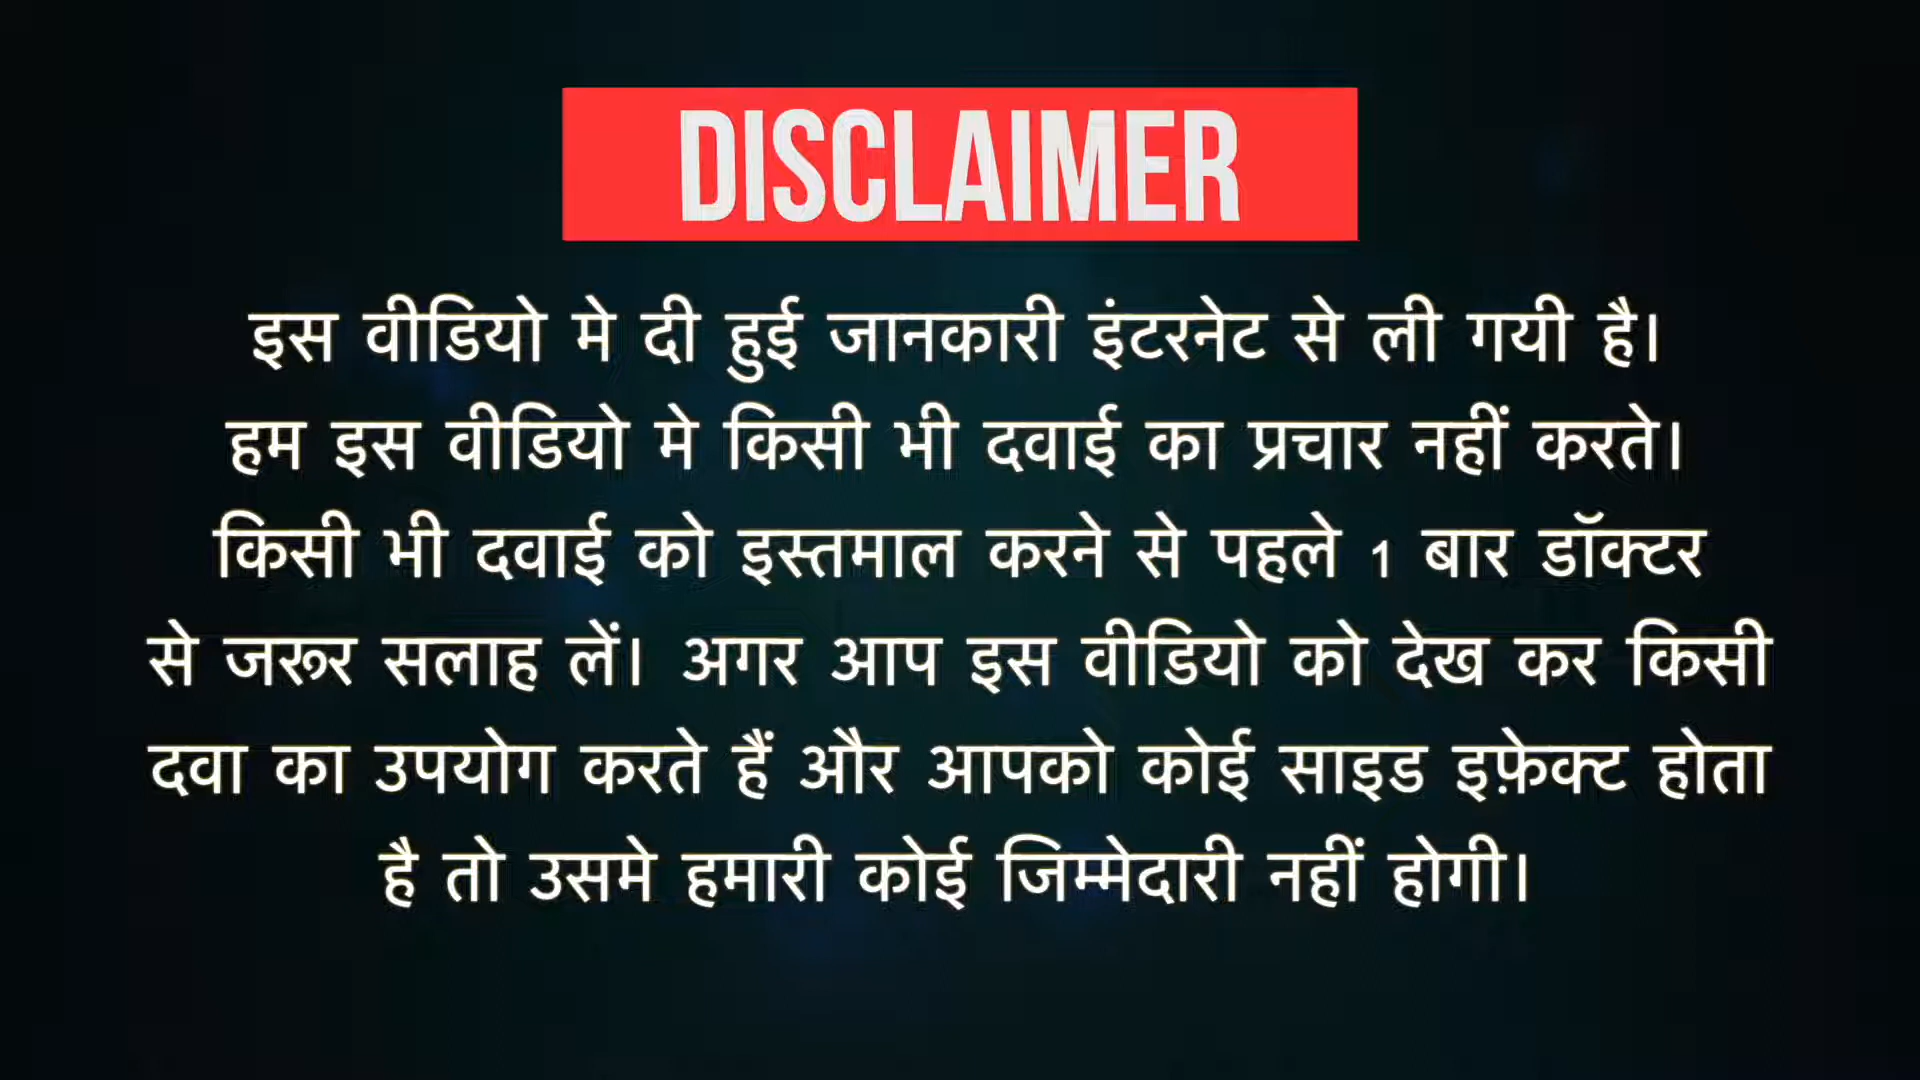 DISCLAIMER
इस वीडियो मे दी हुई जानकारी इंटरनेट से ली गयी है।
हम इस वीडियो मे किसी भी दवाई का प्रचार नहीं करते।
किसी भी दवाई को इस्तमाल करने से पहले 1 बार डॉक्टर
से जरूर सलाह लें। अगर आप इस वीडियो को देख कर किसी
दवा का उपयोग करते हैं और आपको कोई साइड इफ़ेक्ट होता
है तो उसमे हमारी कोई जिम्मेदारी नहीं होगी।